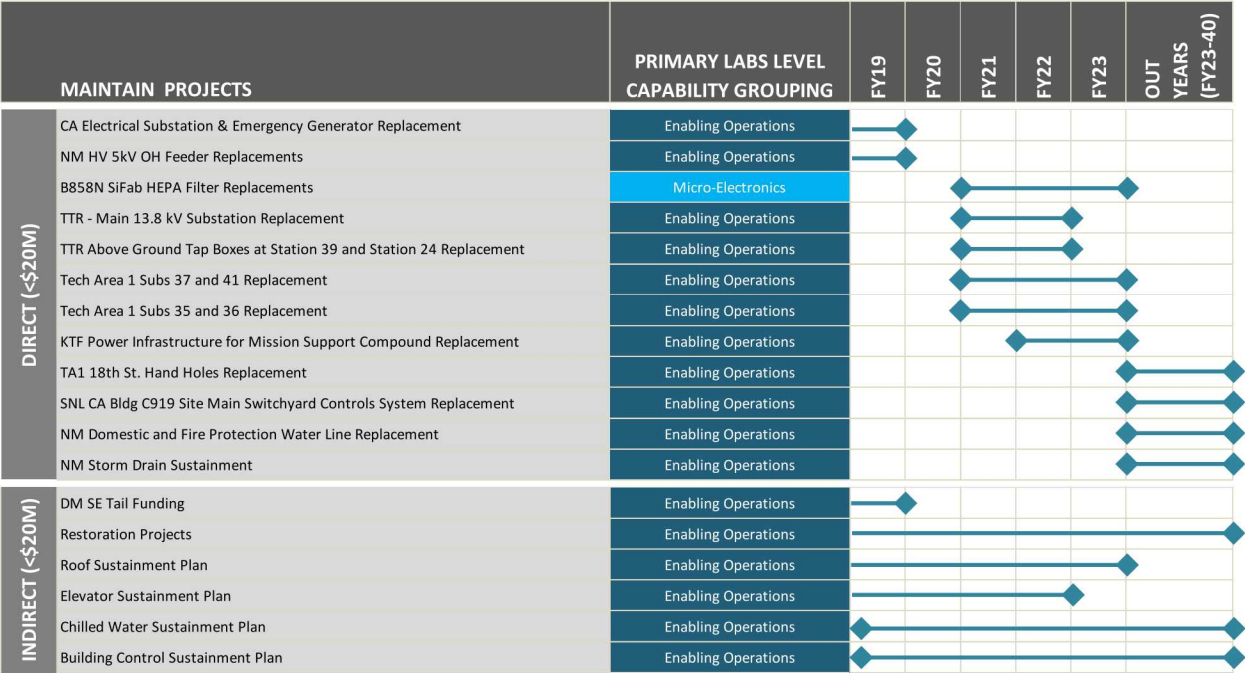 MAINTAIN PROJECTS
PRIMARY LABS LEVEL
CAPABILITY GROUPING
FY19
FY20
FY21
FY22
FY23
OUT
YEARS
(FY23-40)
DIRECT (<$20M)
CA Electrical Substation & Emergency Generator Replacement Enabling Operations
NM HV 5kV OH Feeder Replacements Enabling Operations
B858N SiFab HEPA Filter Replacements Micro-Electronics
TTR - Main 13.8 kV Substation Replacement Enabling Operations
TTR Above Ground Tap Boxes at Station 39 and Station 24 Replacement Enabling Operations
Tech Area 1 Subs 37 and 41 Replacement Enabling Operations
Tech Area 1 Subs 35 and 36 Replacement Enabling Operations
KTF Power Infrastructure for Mission Support Compound Replacement Enabling Operations
TA1 18th St. Hand Holes Replacement Enabling Operations
SNL CA Bldg C919 Site Main Switchyard Controls System Replacement Enabling Operations
NM Domestic and Fire Protection Water Line Replacement Enabling Operations
NM Storm Drain Sustainment Enabling Operations
INDIRECT (<$20M)
DM SE Tail Funding Enabling Operations
Restoration Projects Enabling Operations
Roof Sustainment Plan Enabling Operations
Elevator Sustainment Plan Enabling Operations
Chilled Water Sustainment Plan Enabling Operations
Building Control Sustainment Plan Enabling Operations